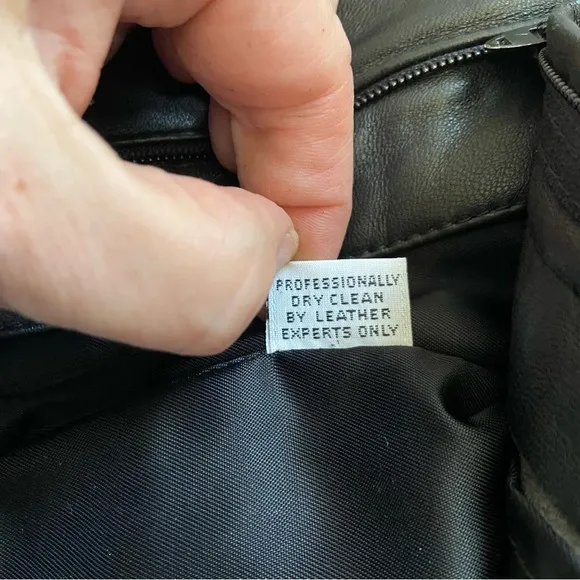 PROFESSIONALLY
DRY CLEAN
BY LEATHER
EXPERTS ONLY